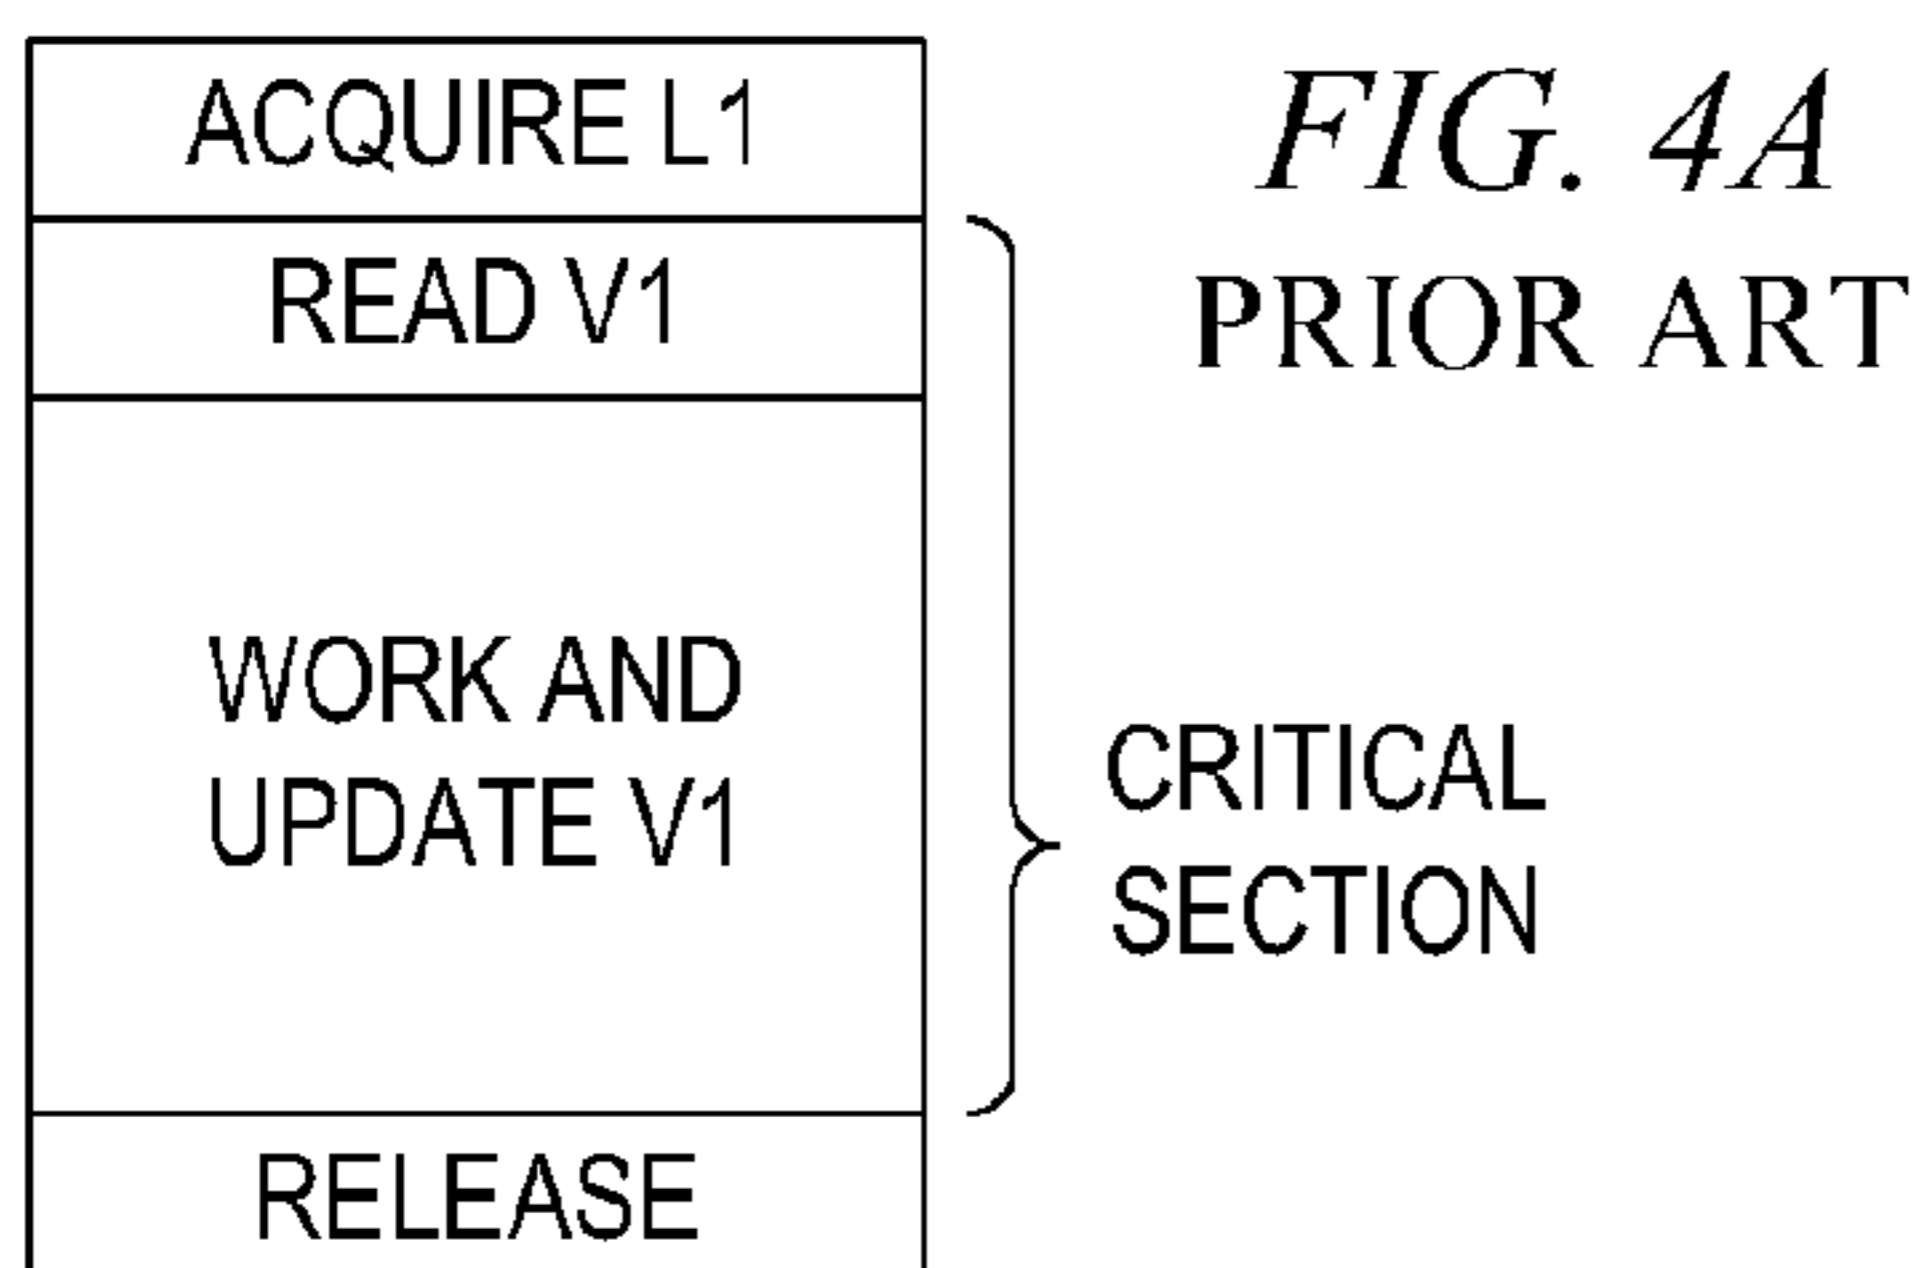 ACQUIRE L1
READ V1
WORK AND
UPDATE V1
RELEASE
CRITICAL
SECTION
FIG. 4A
PRIOR ART